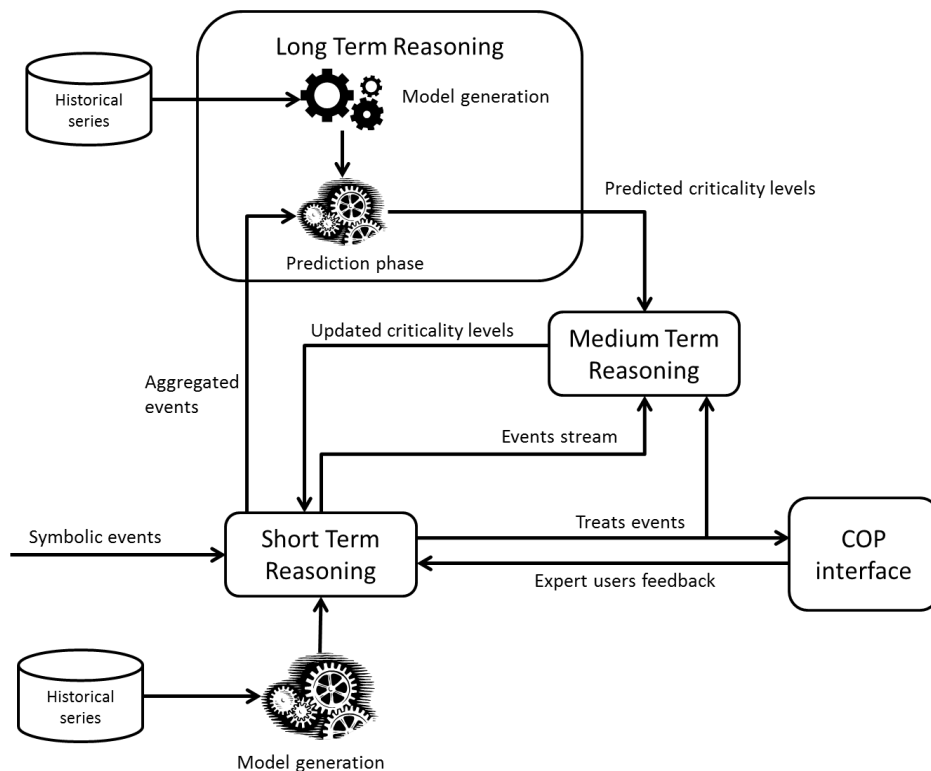 Long Term Reasoning
Historical
series
Model generation
Predicted criticality levels
Prediction phase
Updated criticality levels
Medium Term
Reasoning
Aggregated
events
Events stream
Symbolic events
Short Term
Reasoning
Treats events
COP
interface
Expert users feedback
Historical
series
Model generation